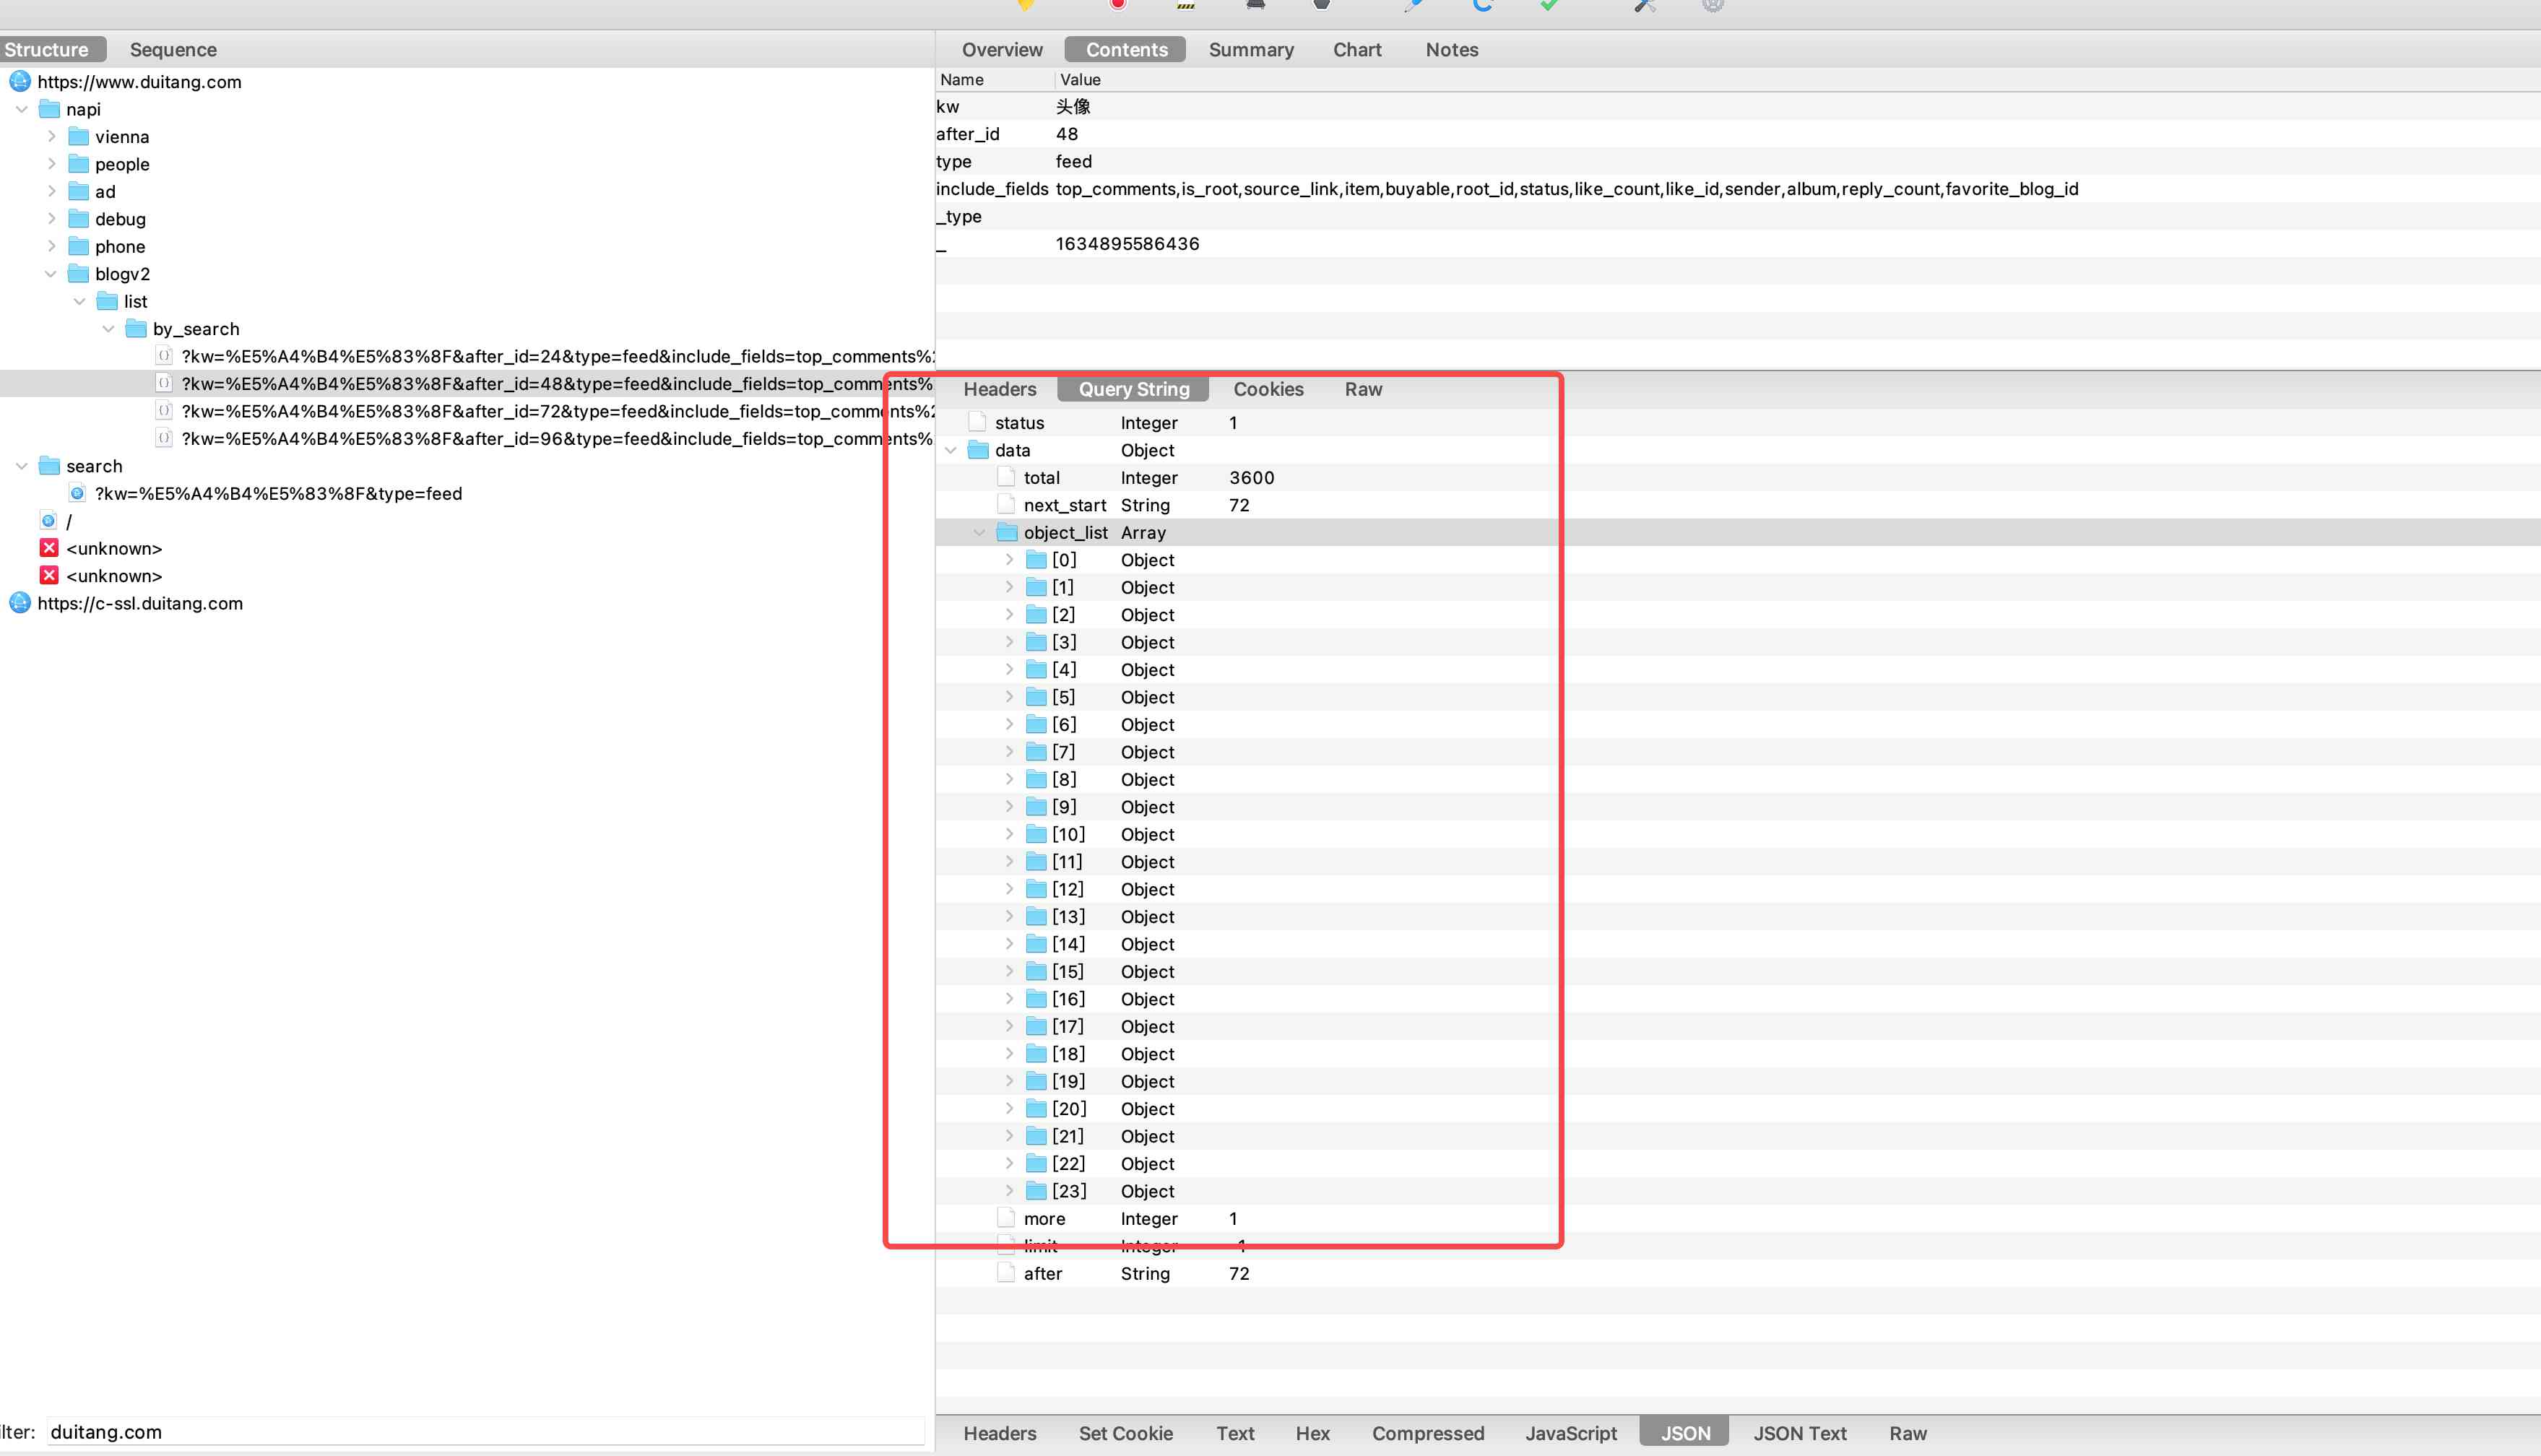 Structure Sequence
https://www.duitang.com
napi
vienna
people
ad
debug
phone
blogv2
list
by_search
?kw=%E5%A4%B4%E5%83%8F&after_id=24&type=feed&include_fields=top_comments%2
?kw=%E5%A4%B4%E5%83%8F&after_id=48&type=feed&include_fields=top_comments%
?kw=%E5%A4%B4%E5%83%8F&after_id=72&type=feed&include_fields=top_comments%2
?kw=%E5%A4%B4%E5%83%8F&after_id=96&type=feed&include_fields=top_comments%
search
?kw=%E5%A4%B4%E5%83%8F&type=feed
/
<unknown>
<unknown>
https://c-ssl.duitang.com
ilter: duitang.com
Overview Contents Summary Chart Notes
Name Value
kw 头像
after_id 48
type feed
include_fields top_comments,is_root,source_link,item,buyable,root_id,status,like_count,like_id,sender,album,reply_count,favorite_blog_id
_type
_ 1634895586436
Headers Query String Cookies Raw
status Integer 1
data Object
total Integer 3600
next_start String 72
object_list Array
[0] Object
[1] Object
[2] Object
[3] Object
[4] Object
[5] Object
[6] Object
[7] Object
[8] Object
[9] Object
[10] Object
[11] Object
[12] Object
[13] Object
[14] Object
[15] Object
[16] Object
[17] Object
[18] Object
[19] Object
[20] Object
[21] Object
[22] Object
[23] Object
more Integer 1
limit Integer -1
after String 72
Headers Set Cookie Text Hex Compressed JavaScript JSON JSON Text Raw